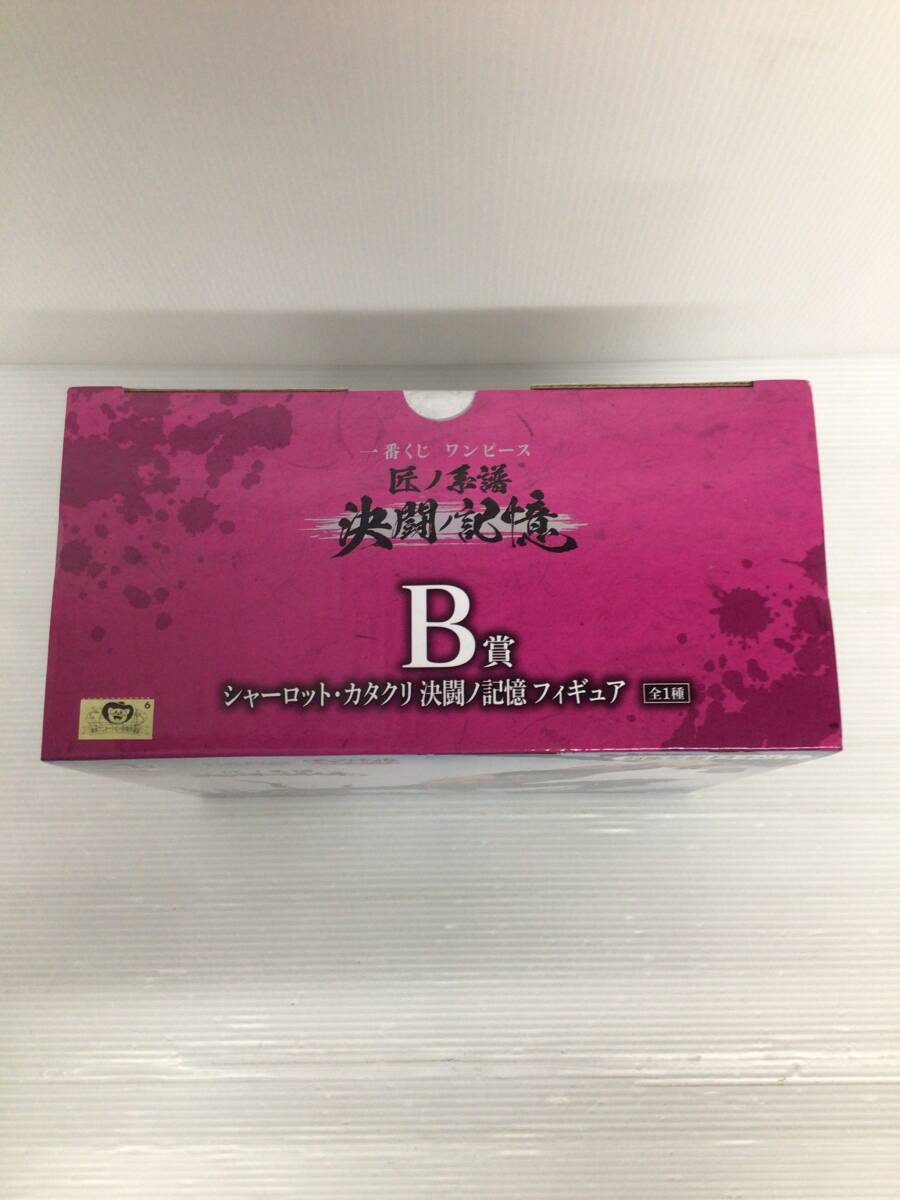 一番くじ ワンピース
匠ノ系譜
決闘ノ記憶
B賞
シャーロット・カタクリ 決闘ノ記憶 フィギュア 全1種
6